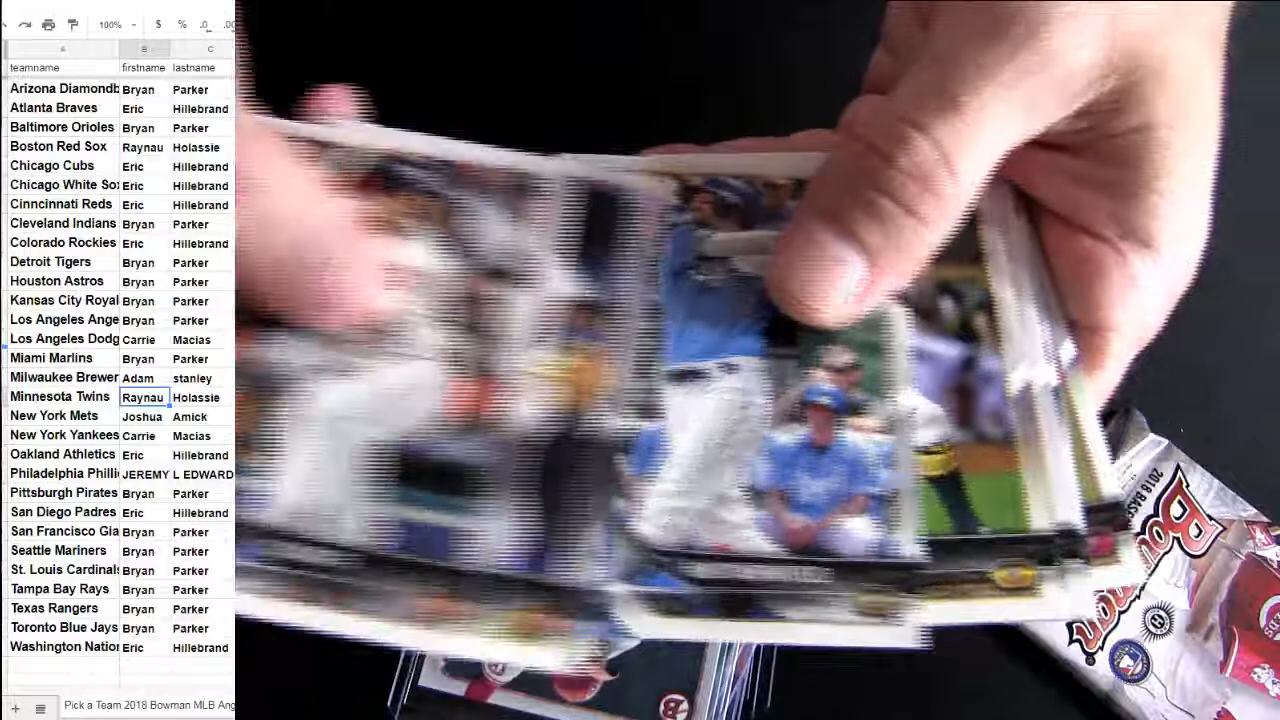 100% $ % .0 .00
A B C
teamname firstname lastname
Arizona Diamondb Bryan Parker
Atlanta Braves Eric Hillebrand
Baltimore Orioles Bryan Parker
Boston Red Sox Raynau Holassie
Chicago Cubs Eric Hillebrand
Chicago White So Eric Hillebrand
Cinncinnati Reds Eric Hillebrand
Cleveland Indians Bryan Parker
Colorado Rockies Eric Hillebrand
Detroit Tigers Bryan Parker
Houston Astros Bryan Parker
Kansas City Royal Bryan Parker
Los Angeles Ange Bryan Parker
Los Angeles Dodg Carrie Macias
Miami Marlins Bryan Parker
Milwaukee Brewer Adam stanley
Minnesota Twins Raynau Holassie
New York Mets Joshua Amick
New York Yankees Carrie Macias
Oakland Athletics Eric Hillebrand
Philadelphia Philli JEREMY L EDWARD
Pittsburgh Pirates Bryan Parker
San Diego Padres Eric Hillebrand
San Francisco Gia Bryan Parker
Seattle Mariners Bryan Parker
St. Louis Cardinals Bryan Parker
Tampa Bay Rays Bryan Parker
Texas Rangers Bryan Parker
Toronto Blue Jays Bryan Parker
Washington Natio Eric Hillebrand
Pick a Team 2018 Bowman MLB Ang
2018 BASE
Bow
man